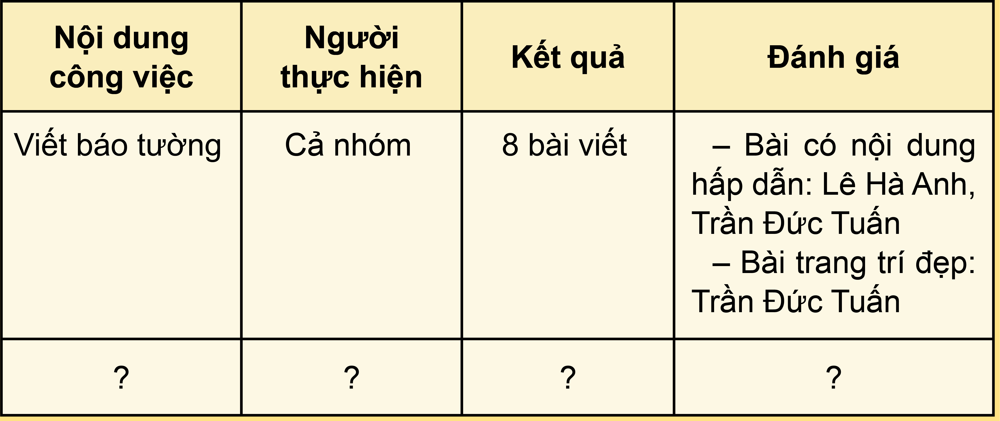 Nội dung
công việc
Người
thực hiện
Kết quả
Đánh giá
Viết báo tường
Cả nhóm
8 bài viết
– Bài có nội dung
hấp dẫn: Lê Hà Anh,
Trần Đức Tuấn
– Bài trang trí đẹp:
Trần Đức Tuấn
?
?
?
?